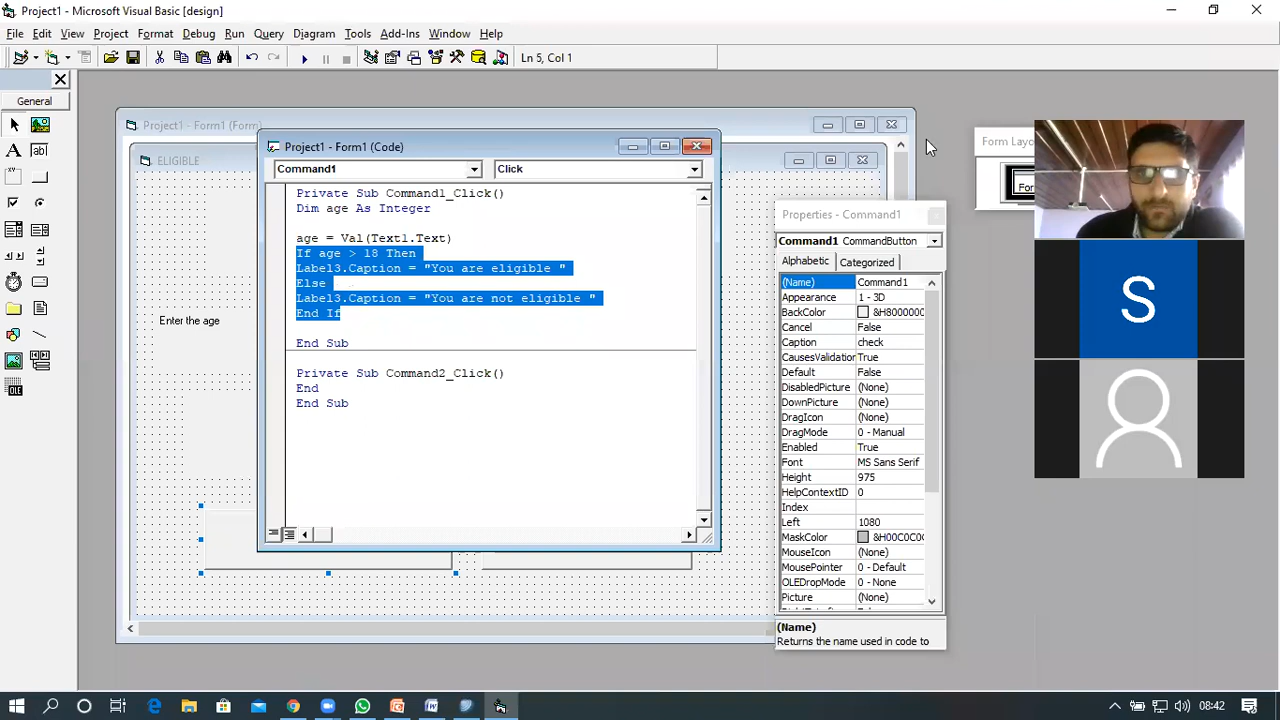 Project1 - Microsoft Visual Basic [design]
File Edit View Project Format Debug Run Query Diagram Tools Add-Ins Window Help
Ln 5, Col 1
General
Project1 - Form1 (Form)
ELIGIBLE
Enter the age
Project1 - Form1 (Code)
Command1
Click
Private Sub Command1_Click()
Dim age As Integer
age = Val(Text1.Text)
If age > 18 Then
Label3.Caption = "You are eligible "
Else
Label3.Caption = "You are not eligible "
End If
End Sub
Private Sub Command2_Click()
End
End Sub
Form Layo
For
Properties - Command1
Command1 CommandButton
Alphabetic Categorized
(Name) Command1
Appearance 1 - 3D
BackColor &H8000000
Cancel False
Caption check
CausesValidation True
Default False
DisabledPicture (None)
DownPicture (None)
DragIcon (None)
DragMode 0 - Manual
Enabled True
Font MS Sans Serif
Height 975
HelpContextID 0
Index
Left 1080
MaskColor &H00C0C0
MouseIcon (None)
MousePointer 0 - Default
OLEDropMode 0 - None
Picture (None)
(Name)
Returns the name used in code to
S
OLE
08:42